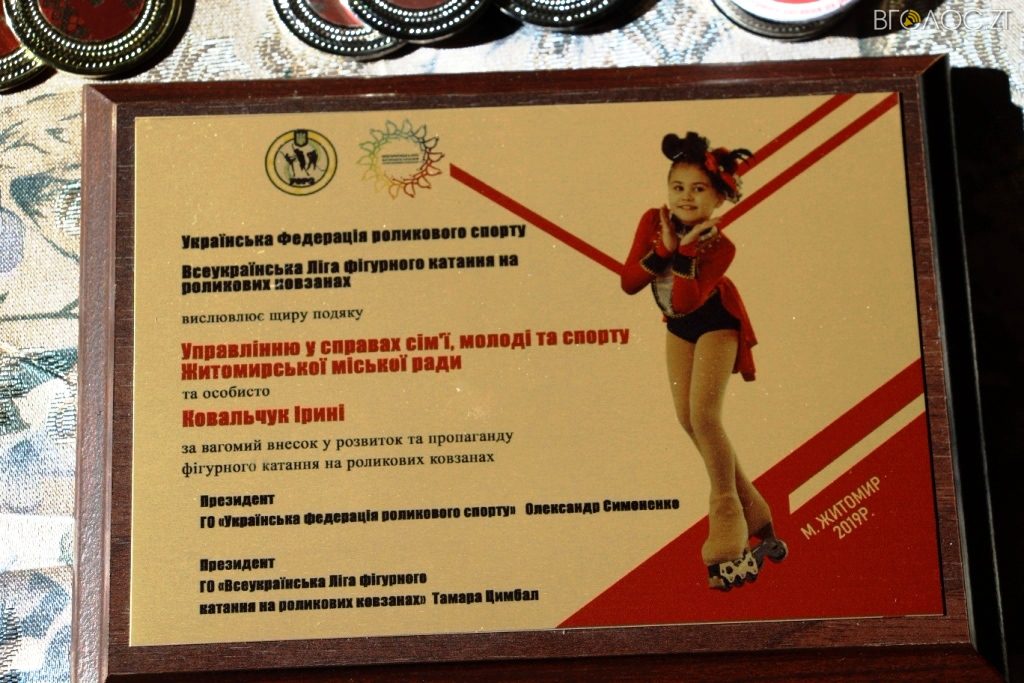 ВГОЛОС ZT
Українська Федерація роликового спорту
Всеукраїнська Ліга фігурного катання на
роликових ковзанах
висловлює щиру подяку
Управлінню у справах сім'ї, молоді та спорту
Житомирської міської ради
та особисто
Ковальчук Ірині
за вагомий внесок у розвиток та пропаганду
фігурного катання на роликових ковзанах
Президент
ГО «Українська федерація роликового спорту» Олександр Симоненко
Президент
ГО «Всеукраїнська Ліга фігурного
катання на роликових ковзанах» Тамара Цимбал
М. ЖИТОМИР
2019Р.